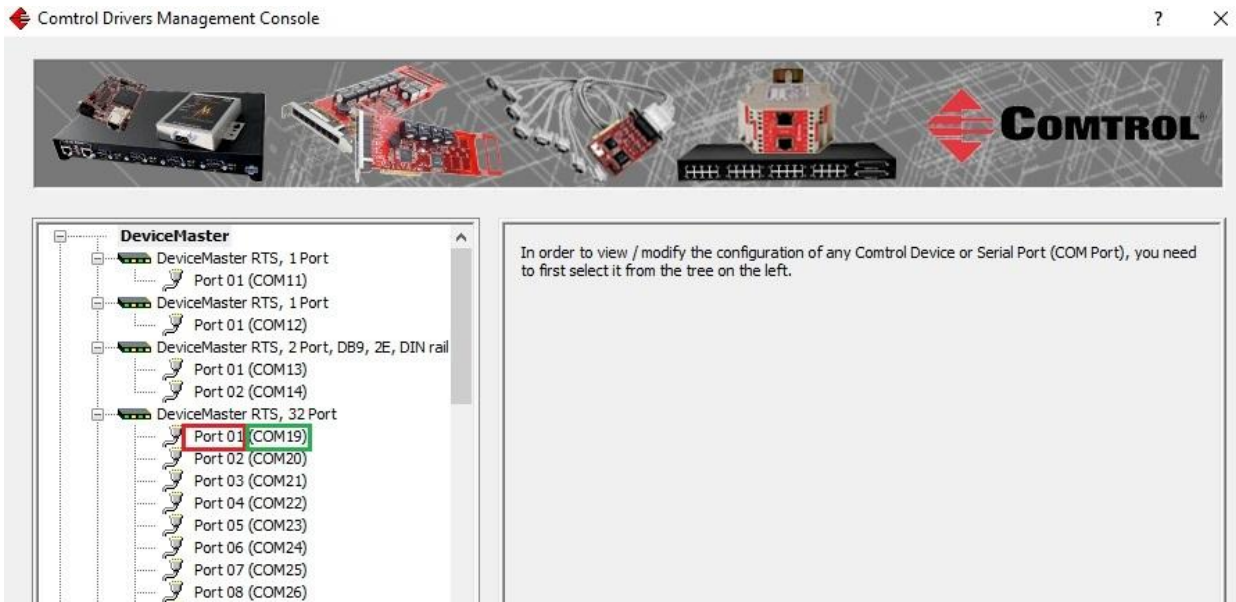 Comtrol Drivers Management Console
COMTROL
DeviceMaster
DeviceMaster RTS, 1 Port
Port 01 (COM11)
DeviceMaster RTS, 1 Port
Port 01 (COM12)
DeviceMaster RTS, 2 Port, DB9, 2E, DIN rail
Port 01 (COM13)
Port 02 (COM14)
DeviceMaster RTS, 32 Port
Port 01 (COM19)
Port 02 (COM20)
Port 03 (COM21)
Port 04 (COM22)
Port 05 (COM23)
Port 06 (COM24)
Port 07 (COM25)
Port 08 (COM26)
In order to view / modify the configuration of any Comtrol Device or Serial Port (COM Port), you need
to first select it from the tree on the left.